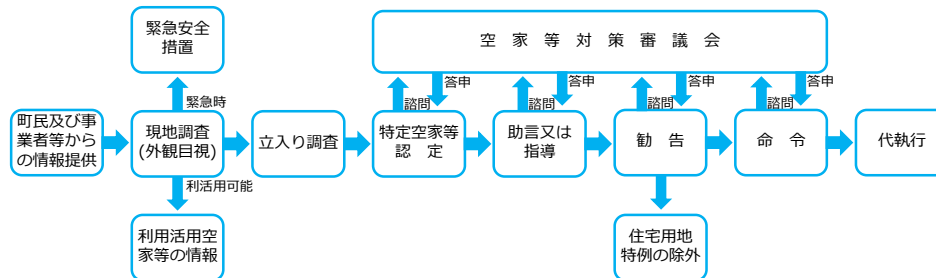 緊急安全
措置
空家等対策審議会
緊急時
諮問
答申
諮問
答申
諮問
答申
諮問
答申
町民及び事
業者等から
の情報提供
現地調査
(外観目視)
立入り調査
特定空家等
認定
助言又は
指導
勧告
命令
代執行
利活用可能
利用活用空
家等の情報
住宅用地
特例の除外